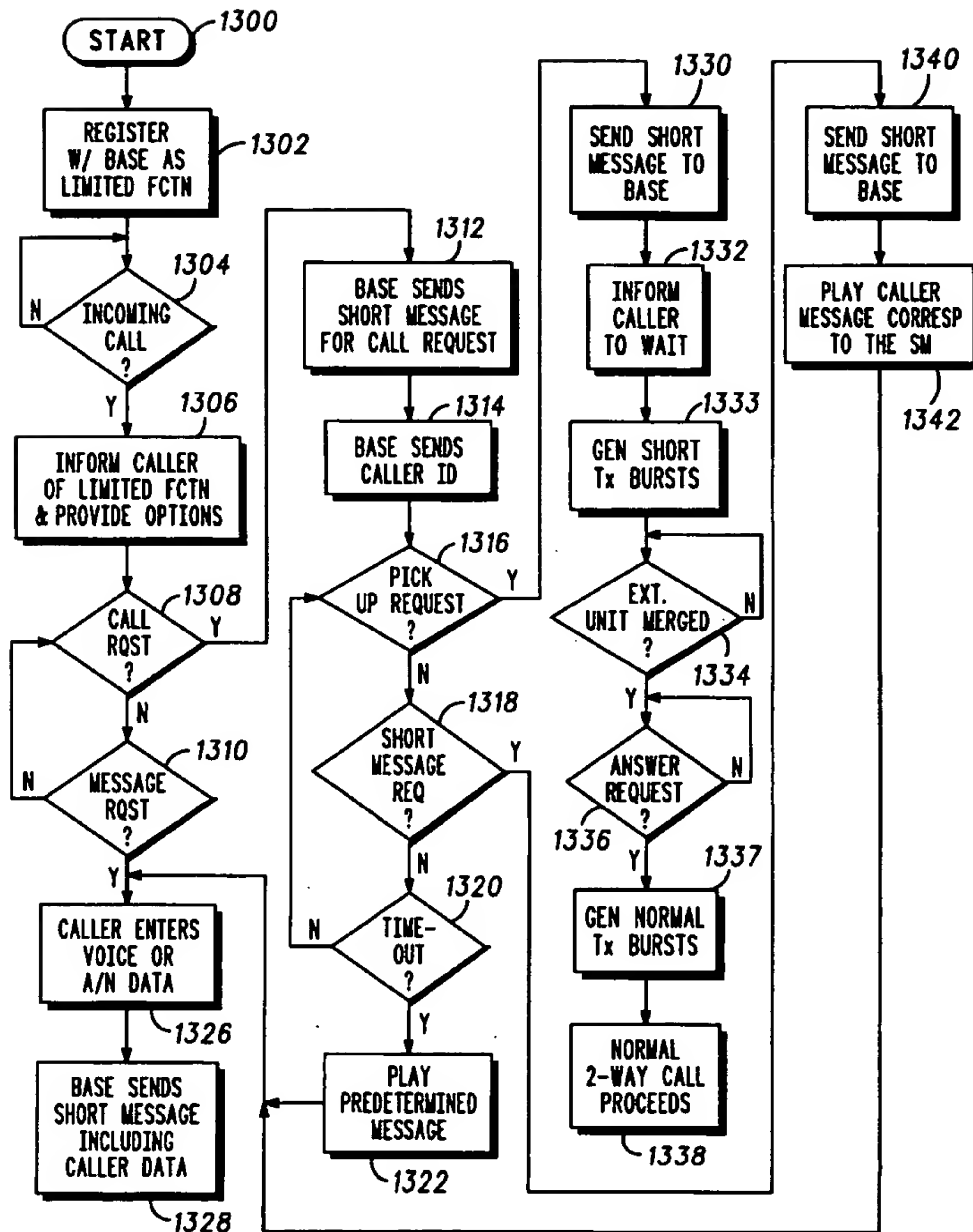 START
1300
REGISTER
W/ BASE AS
LIMITED FCTN
1302
1304
N
INCOMING
CALL
?
Y
1306
INFORM CALLER
OF LIMITED FCTN
& PROVIDE OPTIONS
1308
CALL
RQST
?
Y
N
1310
N
MESSAGE
RQST
?
Y
CALLER ENTERS
VOICE OR
A/N DATA
1326
BASE SENDS
SHORT MESSAGE
INCLUDING
CALLER DATA
1328
1312
BASE SENDS
SHORT MESSAGE
FOR CALL REQUEST
1314
BASE SENDS
CALLER ID
1316
PICK
UP REQUEST
?
Y
N
1318
SHORT
MESSAGE
REQ
?
Y
N
1320
N
TIME-
OUT
?
Y
PLAY
PREDETERMINED
MESSAGE
1322
1330
SEND SHORT
MESSAGE TO
BASE
1332
INFORM
CALLER
TO WAIT
1333
GEN SHORT
Tx BURSTS
EXT.
UNIT MERGED
?
N
1334
Y
ANSWER
REQUEST
?
N
1336
Y
1337
GEN NORMAL
Tx BURSTS
NORMAL
2-WAY CALL
PROCEEDS
1338
1340
SEND SHORT
MESSAGE TO
BASE
PLAY CALLER
MESSAGE CORRESP
TO THE SM
1342